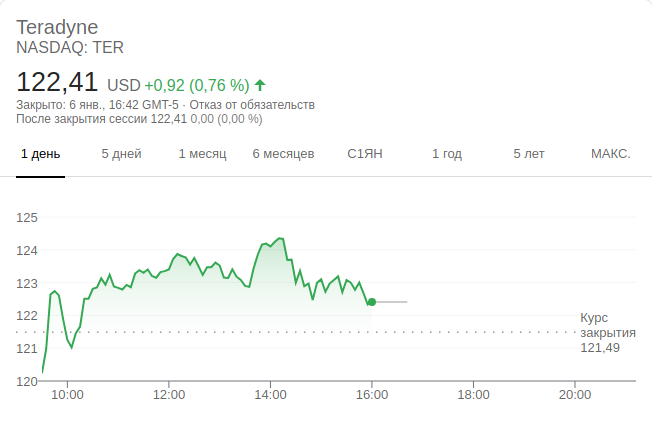 Teradyne
NASDAQ: TER
122,41 USD +0,92 (0,76 %)
Закрыто: 6 янв., 16:42 GMT-5 · Отказ от обязательств
После закрытия сессии 122,41 0,00 (0,00 %)
1 день 5 дней 1 месяц 6 месяцев С1ЯН 1 год 5 лет МАКС.
125
124
123
122
121
120
Курс
закрытия
121,49
10:00 12:00 14:00 16:00 18:00 20:00